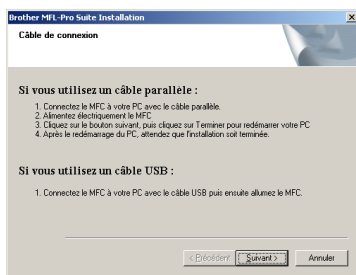 Brother MFL-Pro Suite Installation
Câble de connexion
Si vous utilisez un câble parallèle :
1. Connectez le MFC à votre PC avec le câble parallèle.
2. Alimentez électriquement le MFC
3. Cliquez sur le bouton suivant, puis cliquez sur Terminer pour redémarrer votre PC
4. Après le redémarrage du PC, attendez que l'installation soit terminée.
Si vous utilisez un câble USB :
1. Connectez le MFC à votre PC avec le câble USB puis ensuite allumez le MFC.
< Précédent Suivant > Annuler